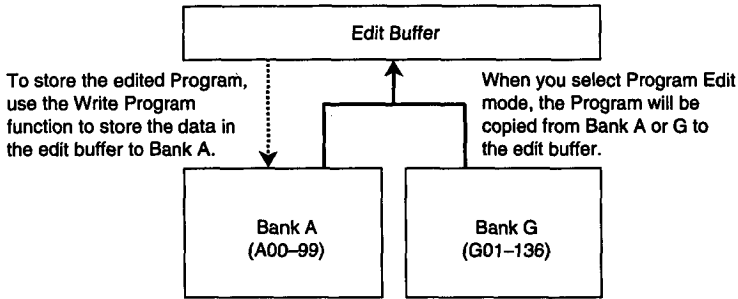 Edit Buffer
To store the edited Program,
use the Write Program
function to store the data in
the edit buffer to Bank A.
When you select Program Edit
mode, the Program will be
copied from Bank A or G to
the edit buffer.
Bank A
(A00–99)
Bank G
(G01–136)